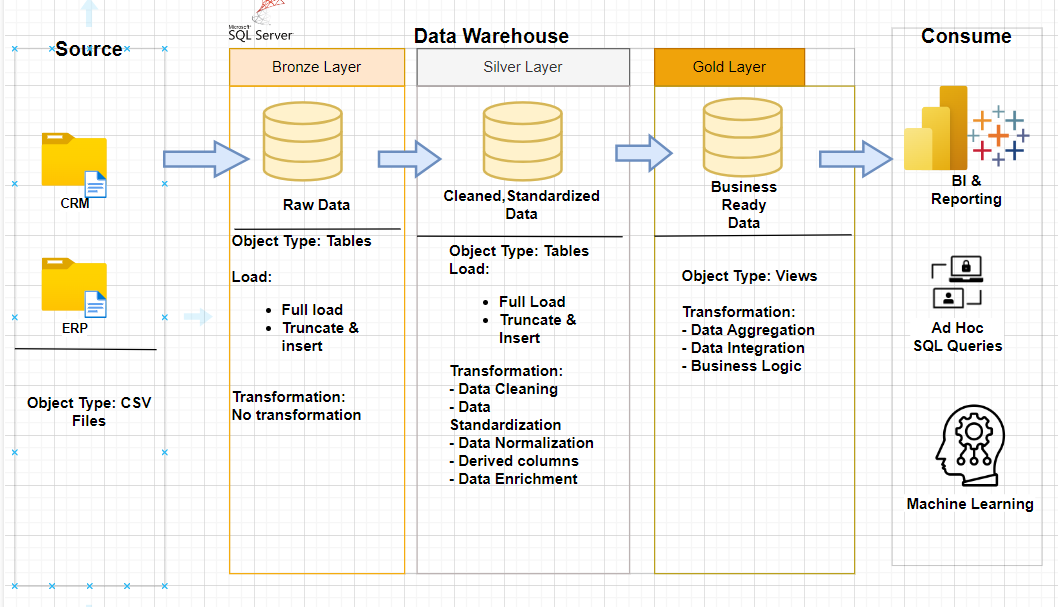 Microsoft
SQL Server
Source
Data Warehouse
Consume
Bronze Layer
Silver Layer
Gold Layer
CRM
ERP
Object Type: CSV
Files
Raw Data
Object Type: Tables
Load:
• Full load
• Truncate &
insert
Transformation:
No transformation
Cleaned,Standardized
Data
Object Type: Tables
Load:
• Full Load
• Truncate &
Insert
Transformation:
- Data Cleaning
- Data
Standardization
- Data Normalization
- Derived columns
- Data Enrichment
Business
Ready
Data
Object Type: Views
Transformation:
- Data Aggregation
- Data Integration
- Business Logic
BI &
Reporting
Ad Hoc
SQL Queries
Machine Learning